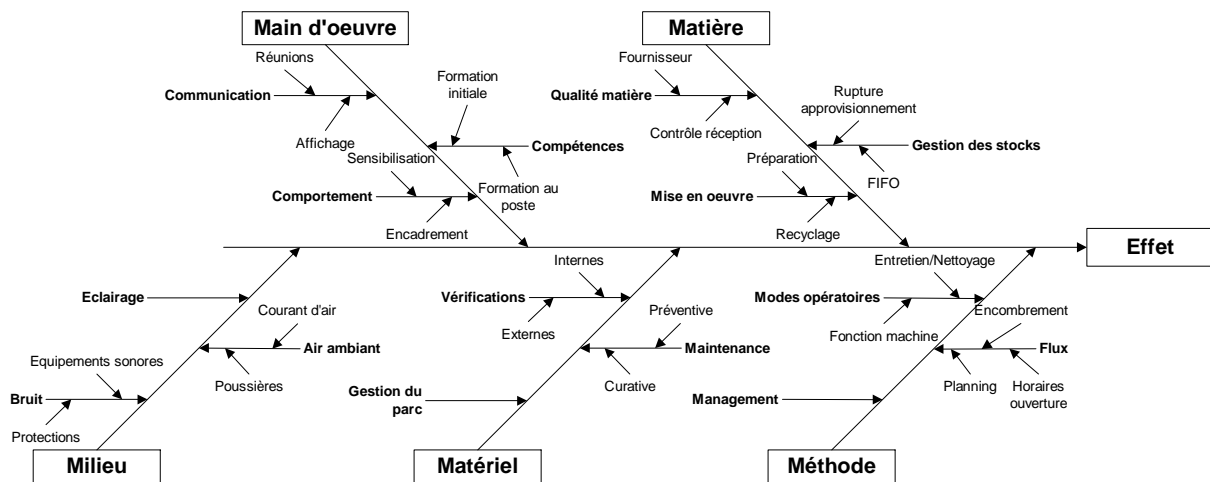 Main d'oeuvre
Matière
Réunions
Fournisseur
Formation
initiale
Rupture
approvisionnement
Communication
Qualité matière
Affichage
Contrôle réception
Compétences
Gestion des stocks
Sensibilisation
Préparation
FIFO
Comportement
Formation au
poste
Mise en oeuvre
Encadrement
Recyclage
Effet
Internes
Entretien/Nettoyage
Eclairage
Vérifications
Modes opératoires
Courant d'air
Préventive
Encombrement
Externes
Fonction machine
Air ambiant
Maintenance
Flux
Equipements sonores
Poussières
Curative
Planning
Horaires
ouverture
Bruit
Gestion du
parc
Management
Protections
Milieu
Matériel
Méthode